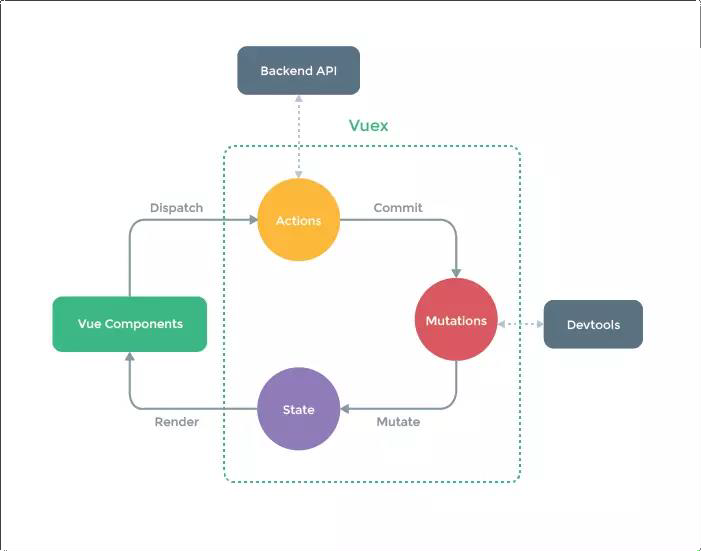 Backend API
Vuex
Dispatch
Commit
Actions
Vue Components
Mutations
Devtools
State
Render
Mutate